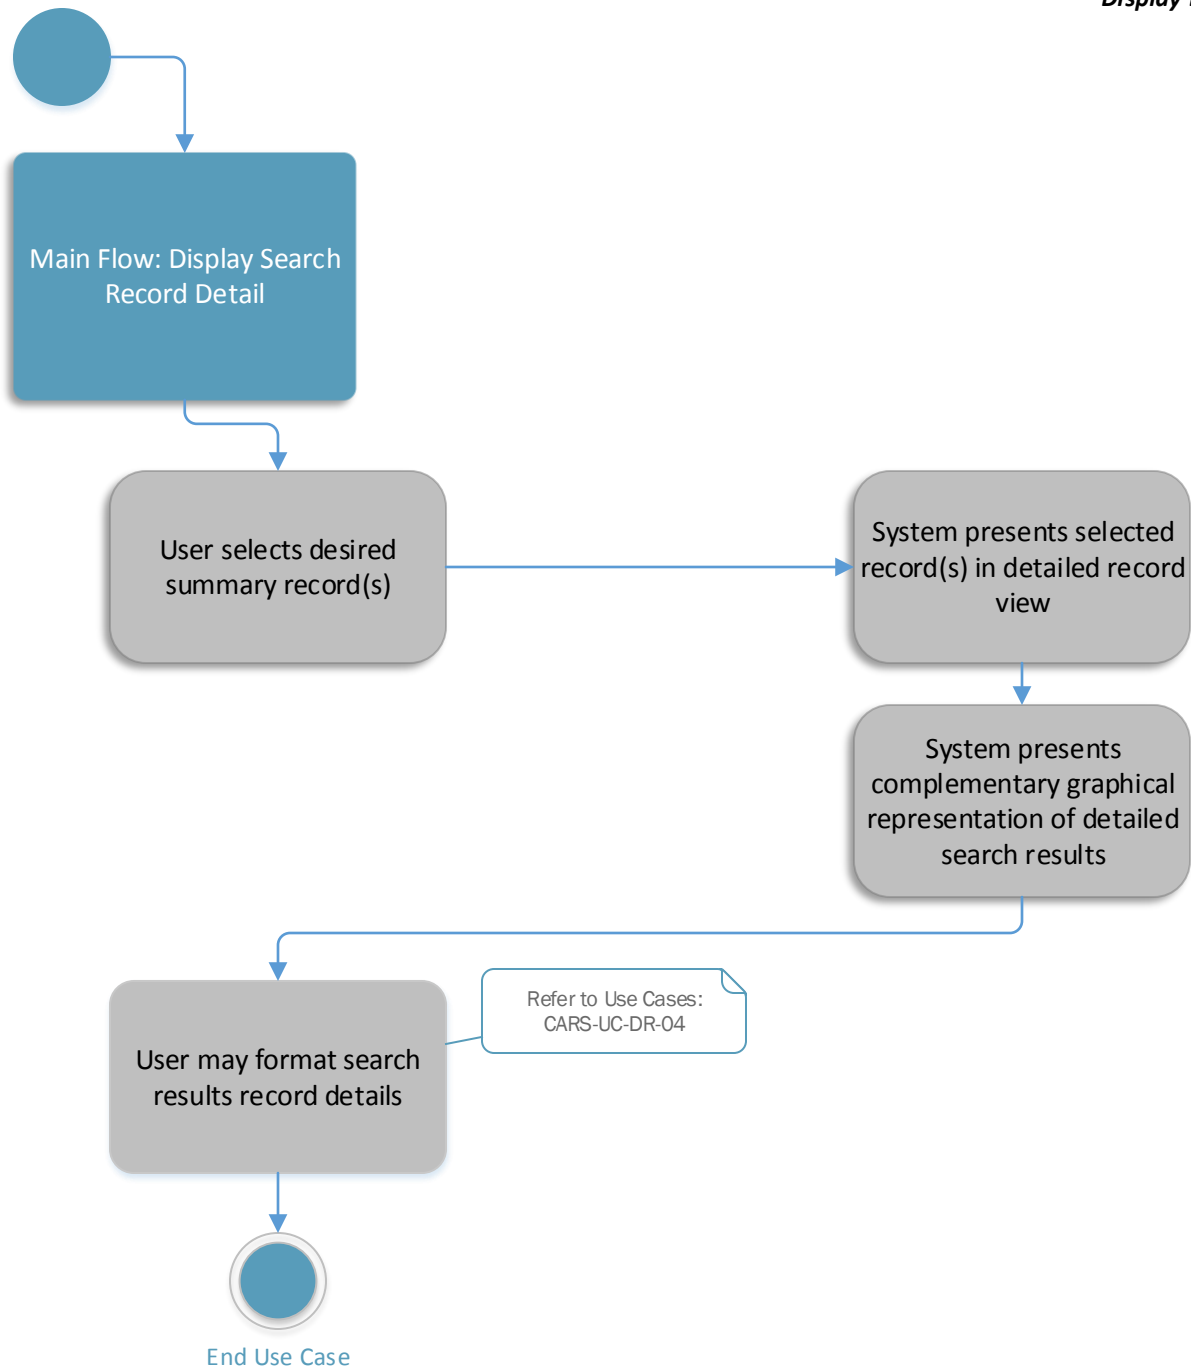 Display
Main Flow: Display Search
Record Detail
User selects desired
summary record(s)
System presents selected
record(s) in detailed record
view
System presents
complementary graphical
representation of detailed
search results
Refer to Use Cases:
CARS-UC-DR-04
User may format search
results record details
End Use Case